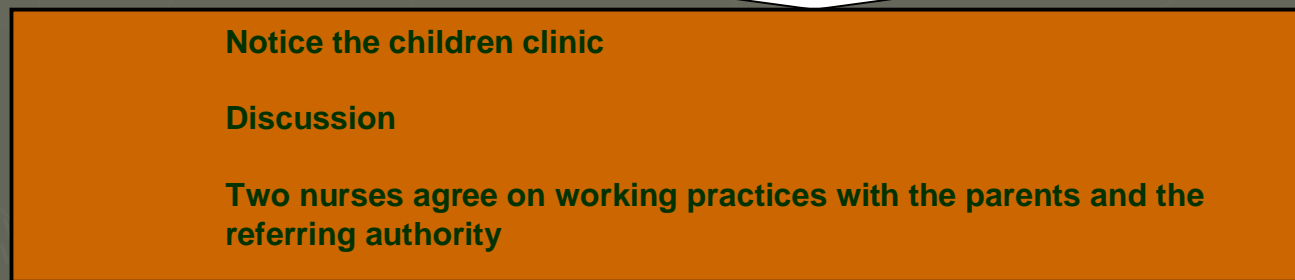 Notice the children clinic
Discussion
Two nurses agree on working practices with the parents and the
referring authority